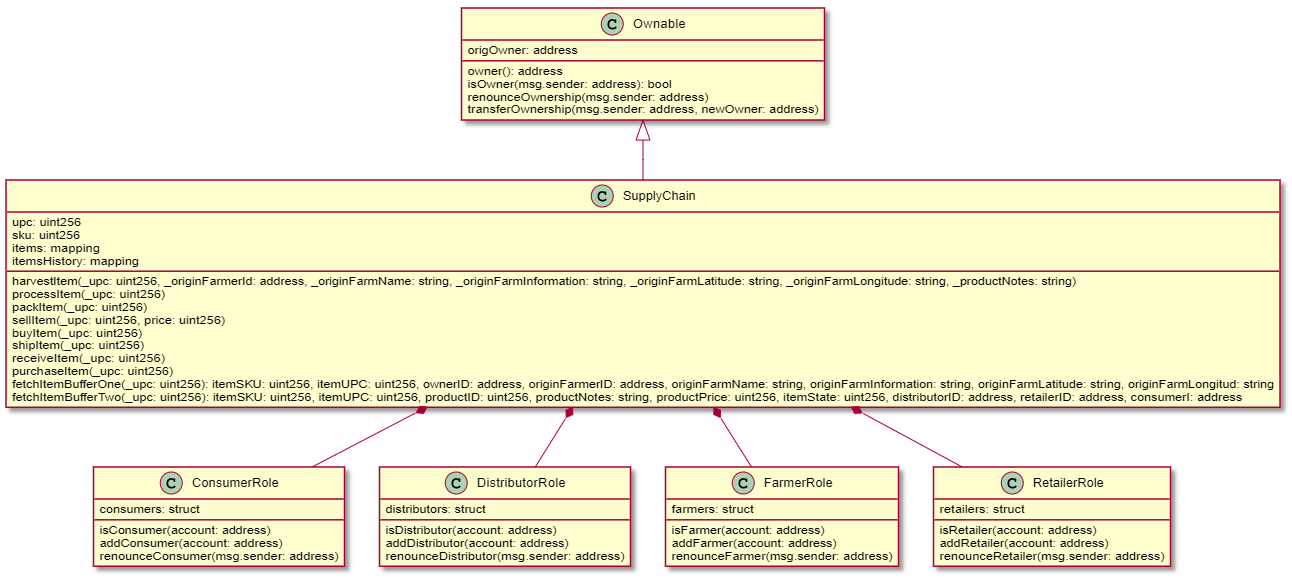 C Ownable
origOwner: address
owner(): address
isOwner(msg.sender: address): bool
renounceOwnership(msg.sender: address)
transferOwnership(msg.sender: address, newOwner: address)
C SupplyChain
upc: uint256
sku: uint256
items: mapping
itemsHistory: mapping
harvestItem(_upc: uint256, _originFarmerId: address, _originFarmName: string, _originFarmInformation: string, _originFarmLatitude: string, _originFarmLongitude: string, _productNotes: string)
processItem(_upc: uint256)
packItem(_upc: uint256)
sellItem(_upc: uint256, price: uint256)
buyItem(_upc: uint256)
shipItem(_upc: uint256)
receiveItem(_upc: uint256)
purchaseItem(_upc: uint256)
fetchItemBufferOne(_upc: uint256): itemSKU: uint256, itemUPC: uint256, ownerID: address, originFarmerID: address, originFarmName: string, originFarmInformation: string, originFarmLatitude: string, originFarmLongitud: string
fetchItemBufferTwo(_upc: uint256): itemSKU: uint256, itemUPC: uint256, productID: uint256, productNotes: string, productPrice: uint256, itemState: uint256, distributorID: address, retailerID: address, consumerI: address
C ConsumerRole
consumers: struct
isConsumer(account: address)
addConsumer(account: address)
renounceConsumer(msg.sender: address)
C DistributorRole
distributors: struct
isDistributor(account: address)
addDistributor(account: address)
renounceDistributor(msg.sender: address)
C FarmerRole
farmers: struct
isFarmer(account: address)
addFarmer(account: address)
renounceFarmer(msg.sender: address)
C RetailerRole
retailers: struct
isRetailer(account: address)
addRetailer(account: address)
renounceRetailer(msg.sender: address)